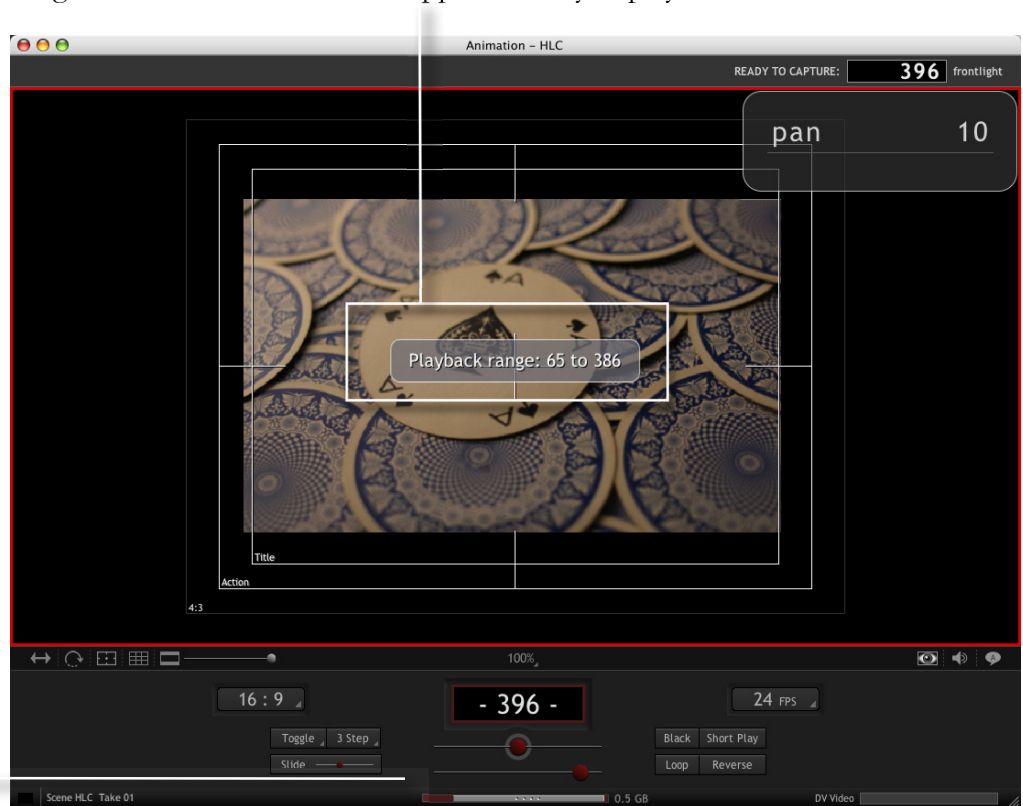 Animation – HLC
READY TO CAPTURE: 396 frontlight
pan 10
A A
Playback range: 65 to 386
A A
Title
Action
4:3
100%
16 : 9 - 396 - 24 FPS
Toggle 3 Step Black Short Play
Slide Loop Reverse
Scene HLC Take 01 0.5 GB DV Video